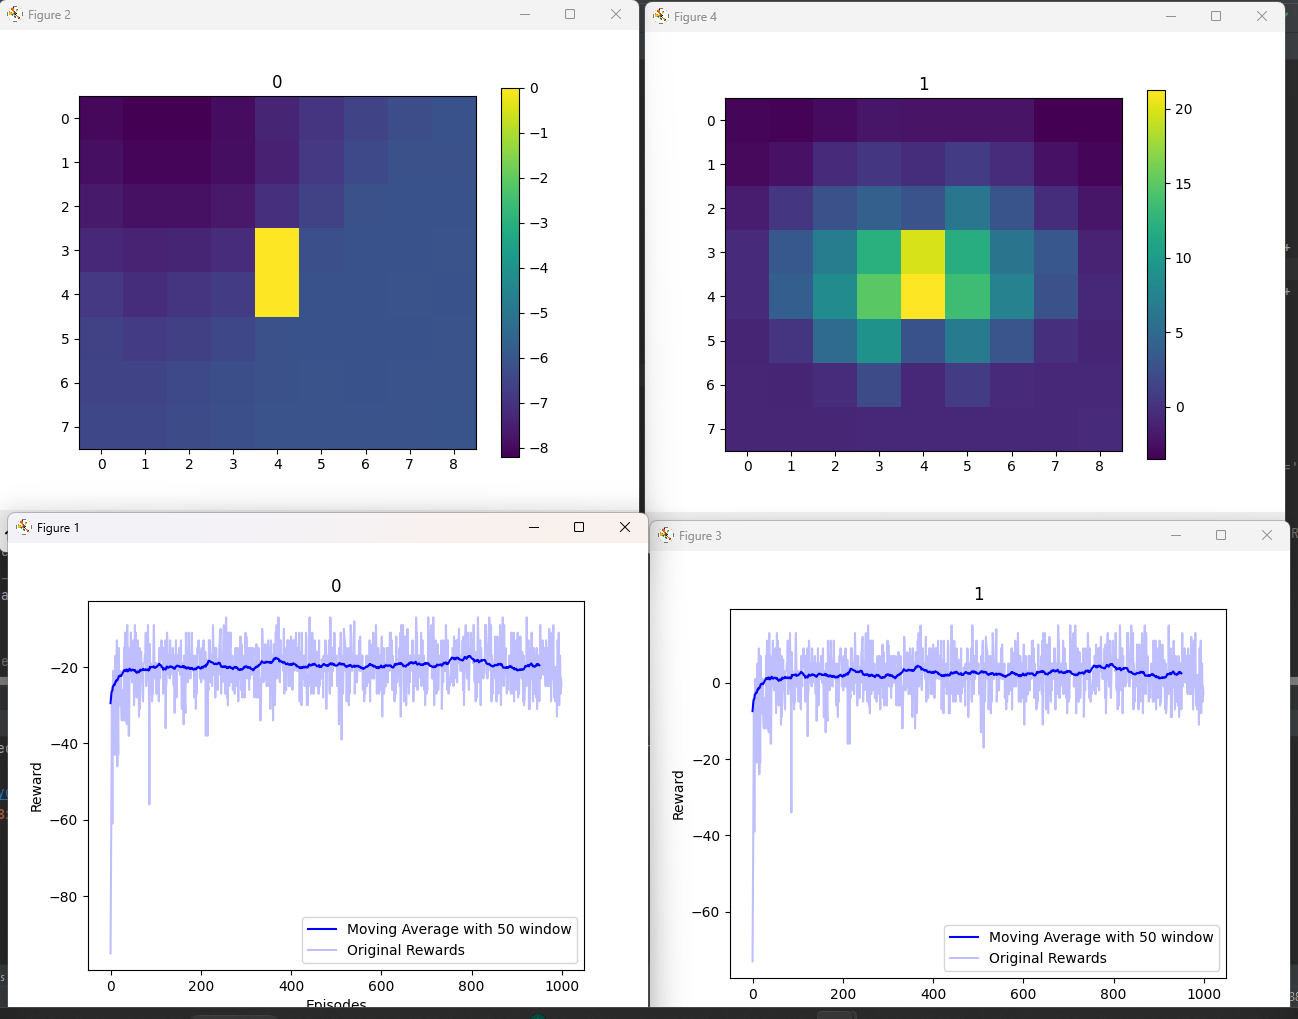 Figure 2
0
0
1
2
3
4
5
6
7
0 1 2 3 4 5 6 7 8
0
−1
−2
−3
−4
−5
−6
−7
−8
Figure 4
1
0
1
2
3
4
5
6
7
0 1 2 3 4 5 6 7 8
20
15
10
5
0
Figure 1
0
Reward
−20
−40
−60
−80
Moving Average with 50 window
Original Rewards
0 200 400 600 800 1000
Episodes
Figure 3
1
Reward
0
−20
−40
−60
Moving Average with 50 window
Original Rewards
0 200 400 600 800 1000